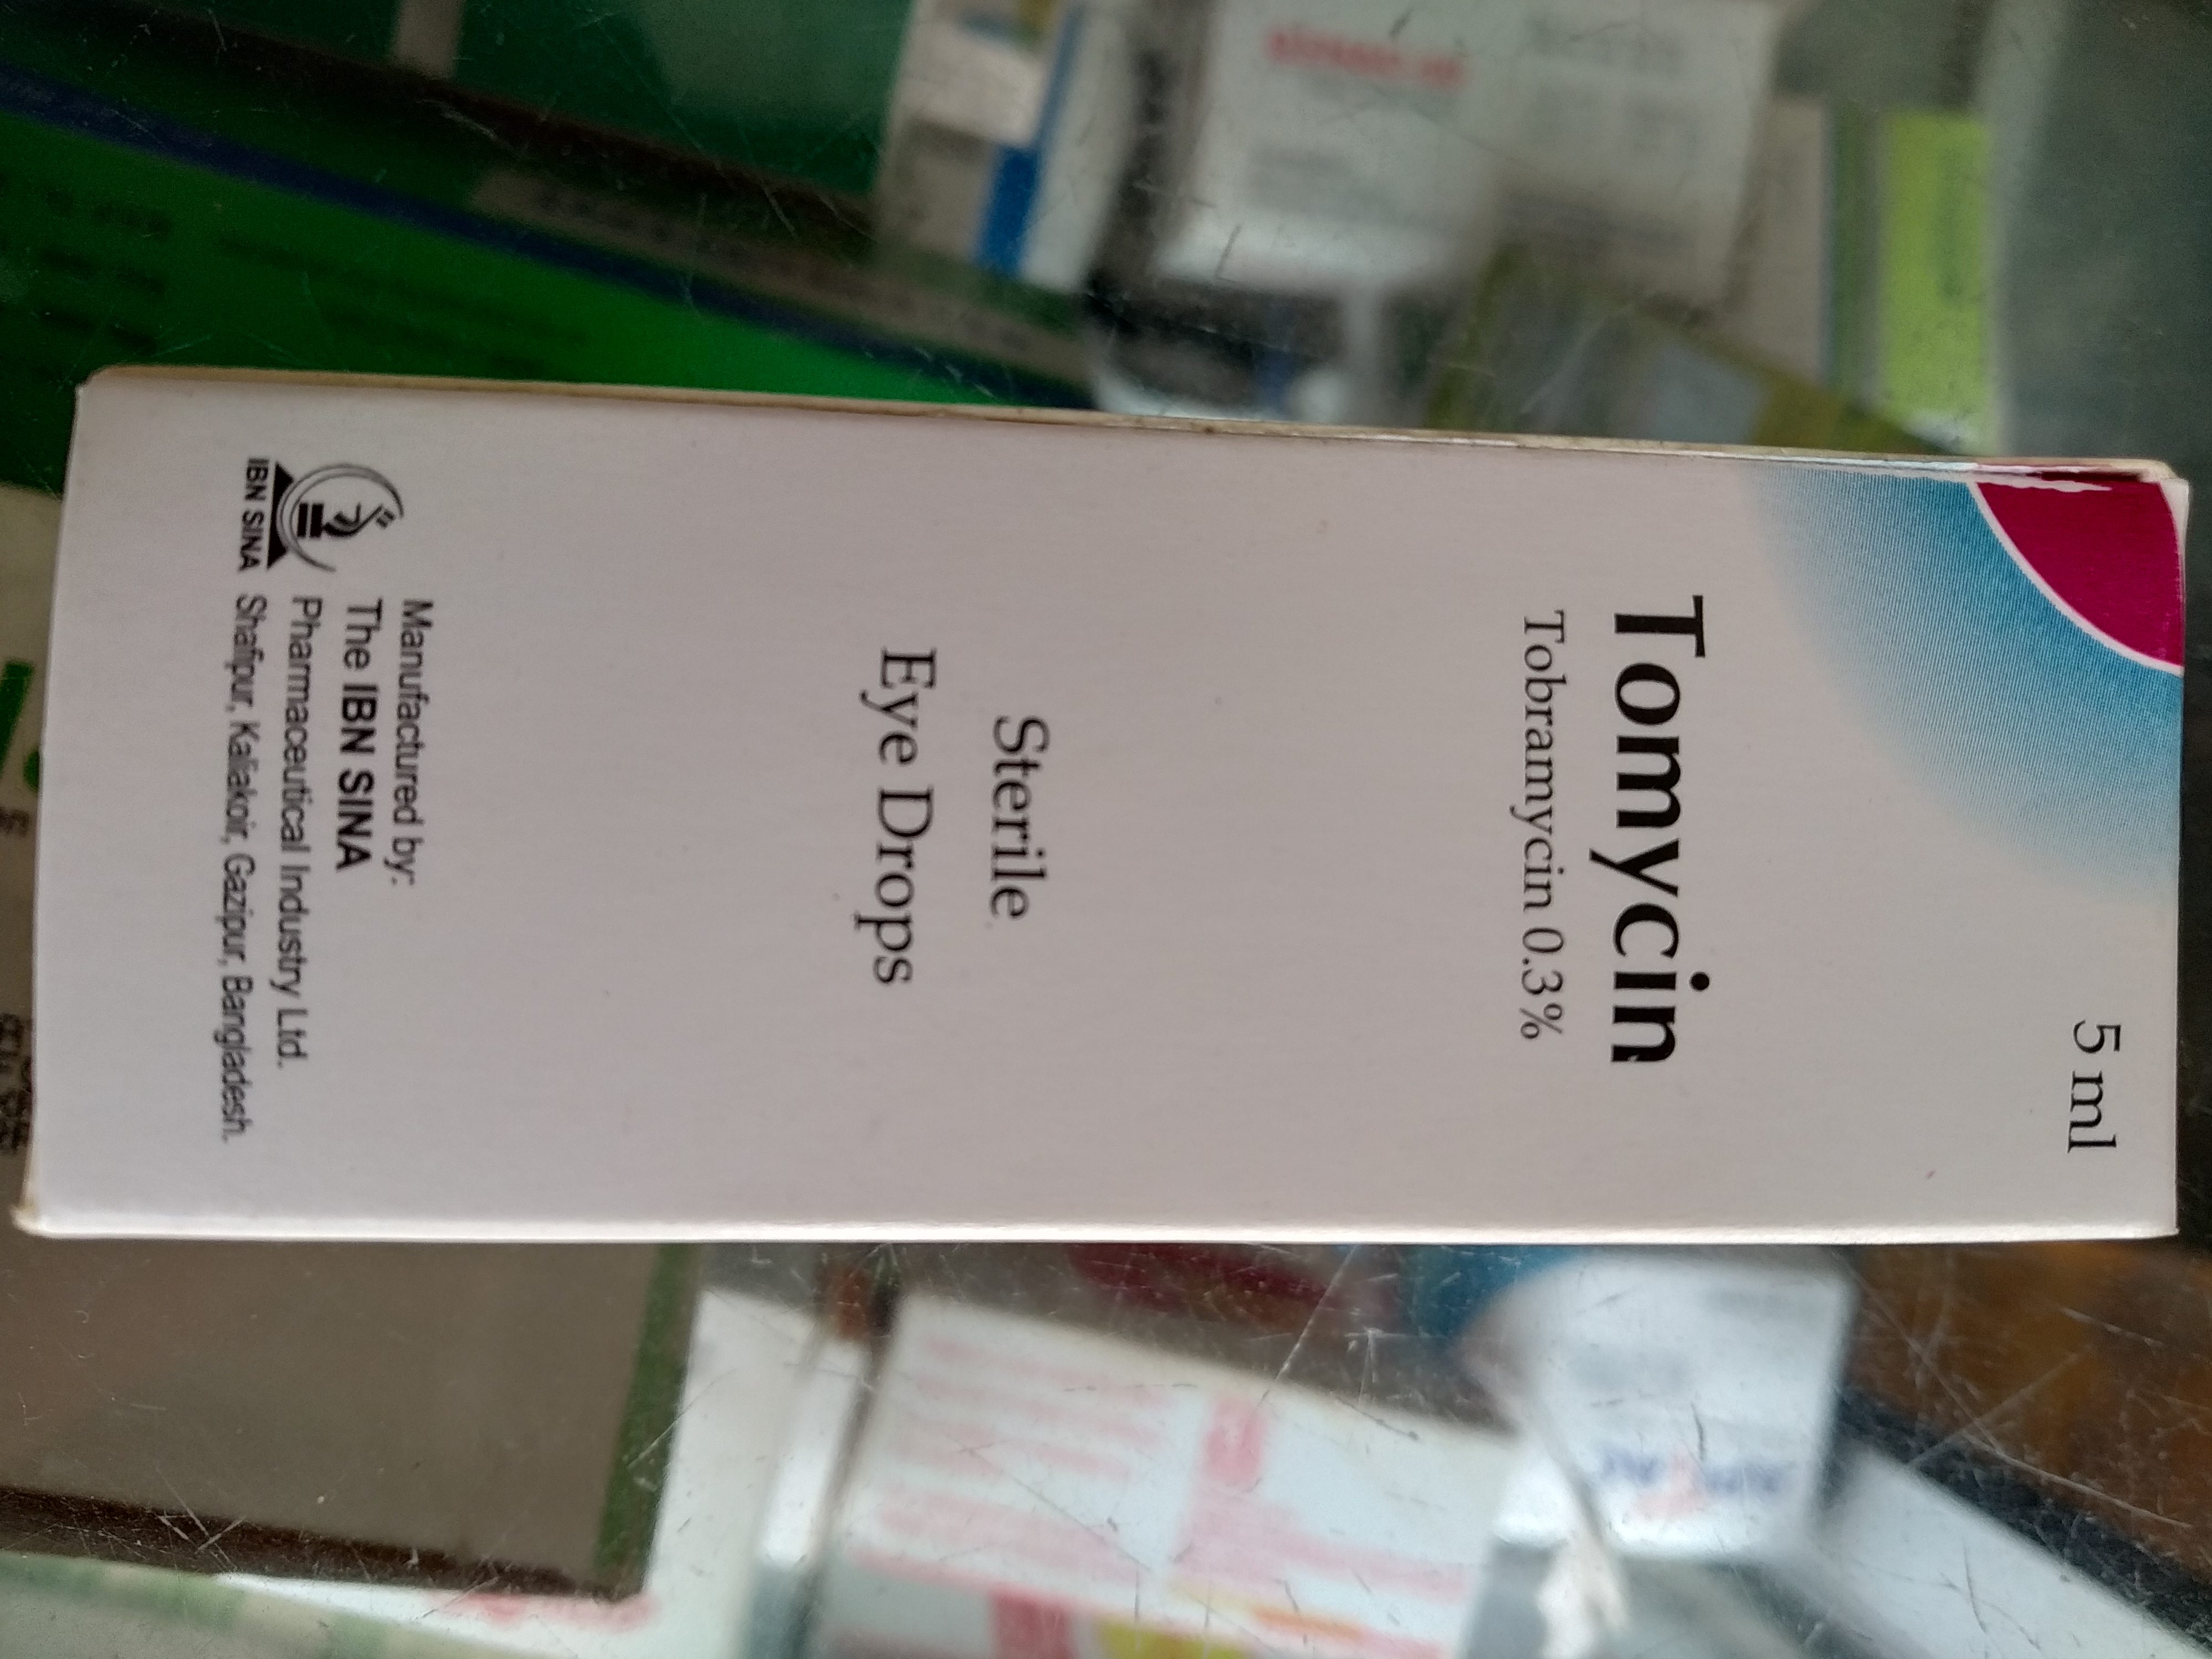 5 ml
Tomycin
Tobramycin 0.3%
Sterile
Eye Drops
Manufactured by:
The IBN SINA
Pharmaceutical Industry Ltd.
IBN SINA
Shafipur, Kaliakoir, Gazipur, Bangladesh.